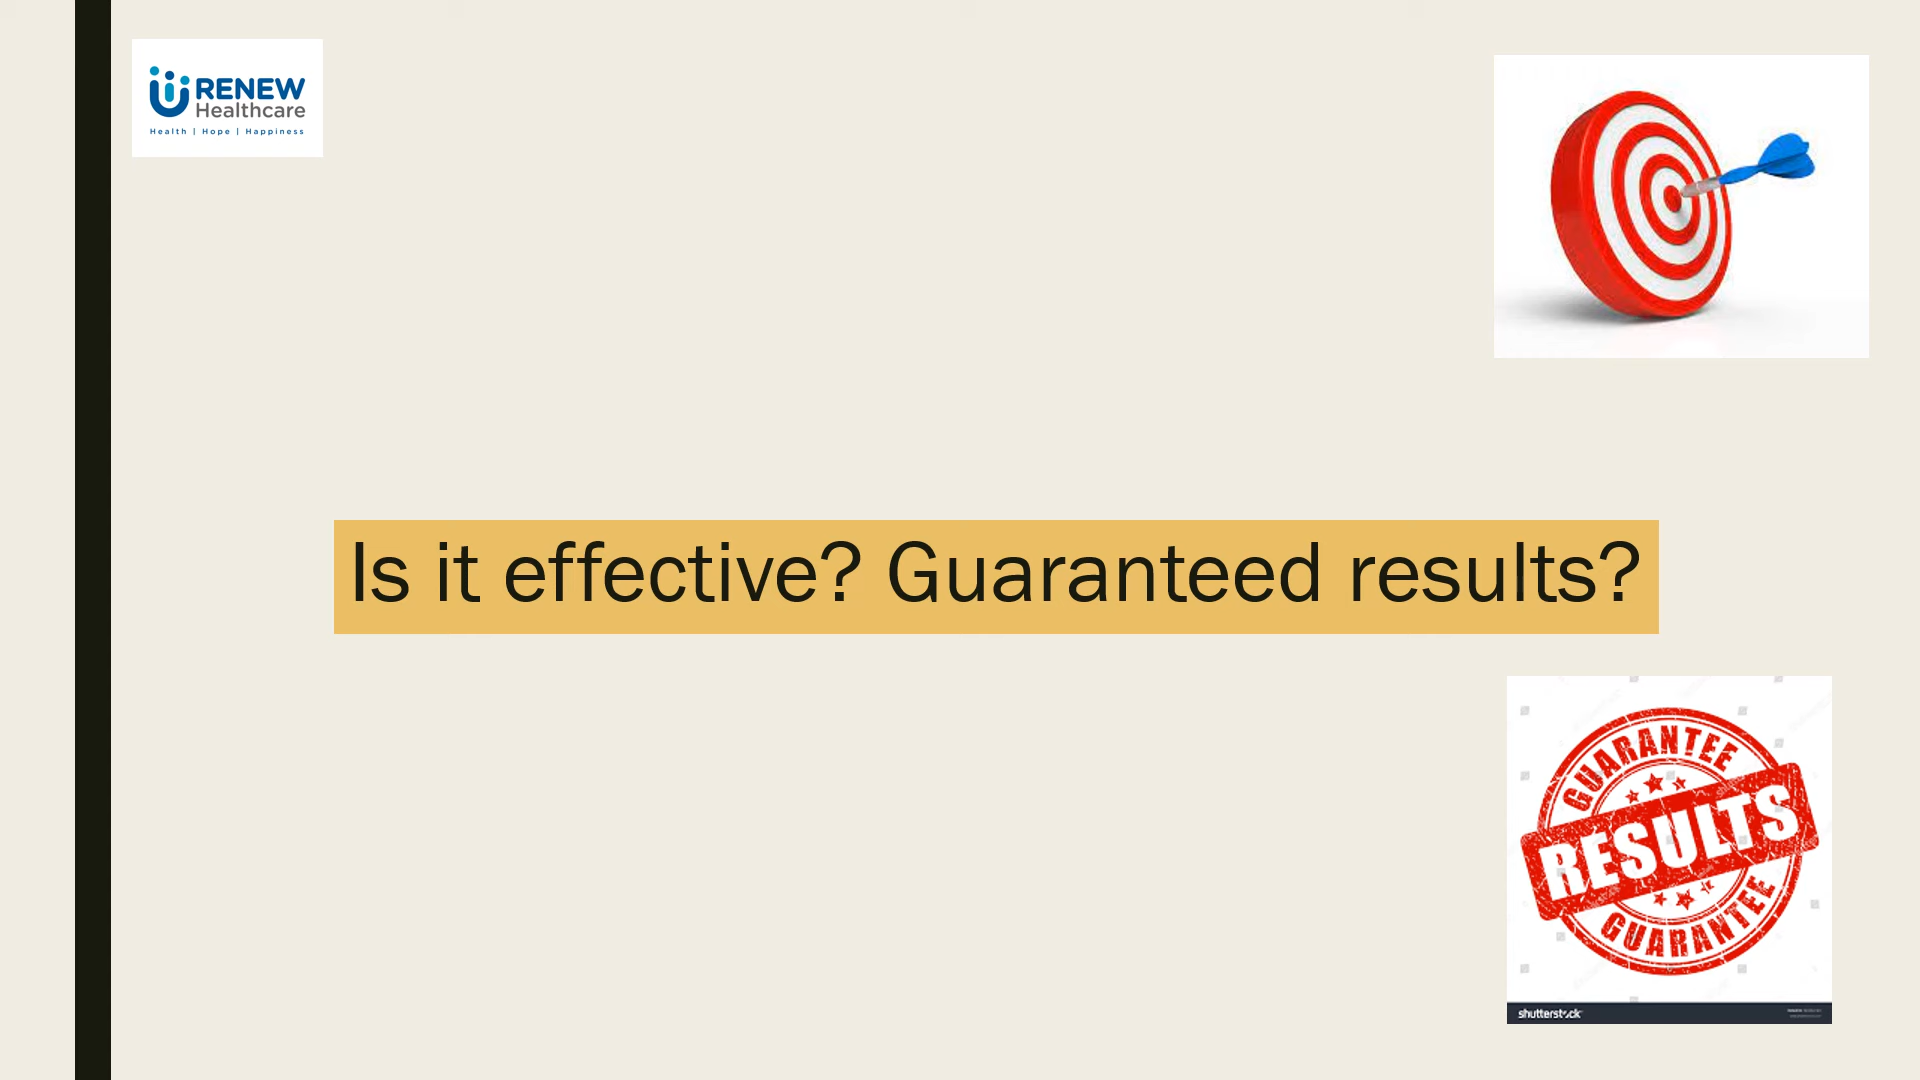 RENEW
Healthcare
Health | Hope | Happiness
Is it effective? Guaranteed results?
GUARANTEE
RESULTS
GUARANTEE
shutterstock